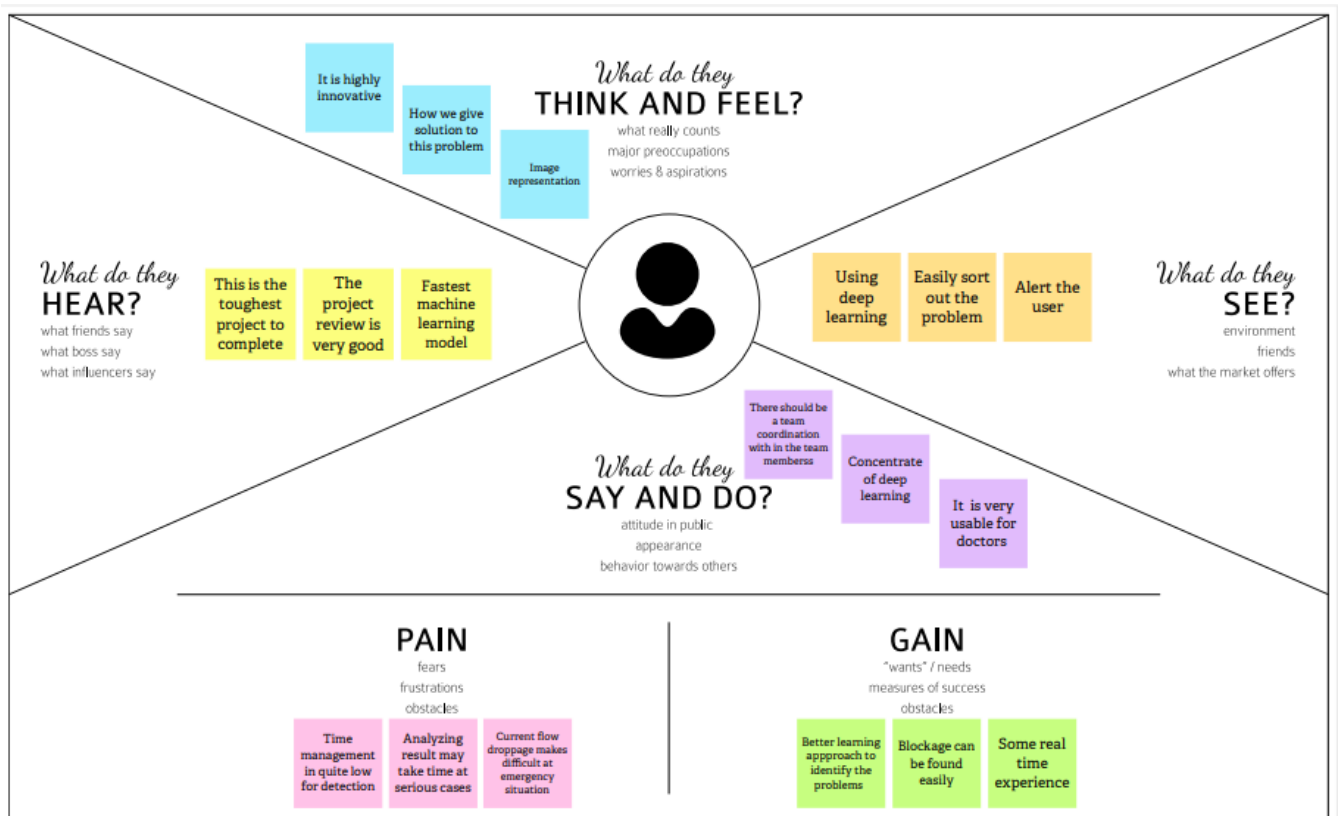 What do they
THINK AND FEEL?
what really counts
major preoccupations
worries & aspirations
It is highly
innovative
How we give
solution to
this problem
Image
representation
What do they
HEAR?
what friends say
what boss say
what influencers say
This is the
toughest
project to
complete
The
project
review is
very good
Fastest
machine
learning
model
Using
deep
learning
Easily sort
out the
problem
Alert the
user
What do they
SEE?
environment
friends
what the market offers
What do they
SAY AND DO?
attitude in public
appearance
behavior towards others
There should be
a team
coordination
with in the team
memberss
Concentrate
of deep
learning
It is very
usable for
doctors
PAIN
fears
frustrations
obstacles
Time
management
in quite low
for detection
Analyzing
result may
take time at
serious cases
Current flow
droppage makes
difficult at
emergency
situation
GAIN
"wants" / needs
measures of success
obstacles
Better learning
appproach to
identify the
problems
Blockage can
be found
easily
Some real
time
experience